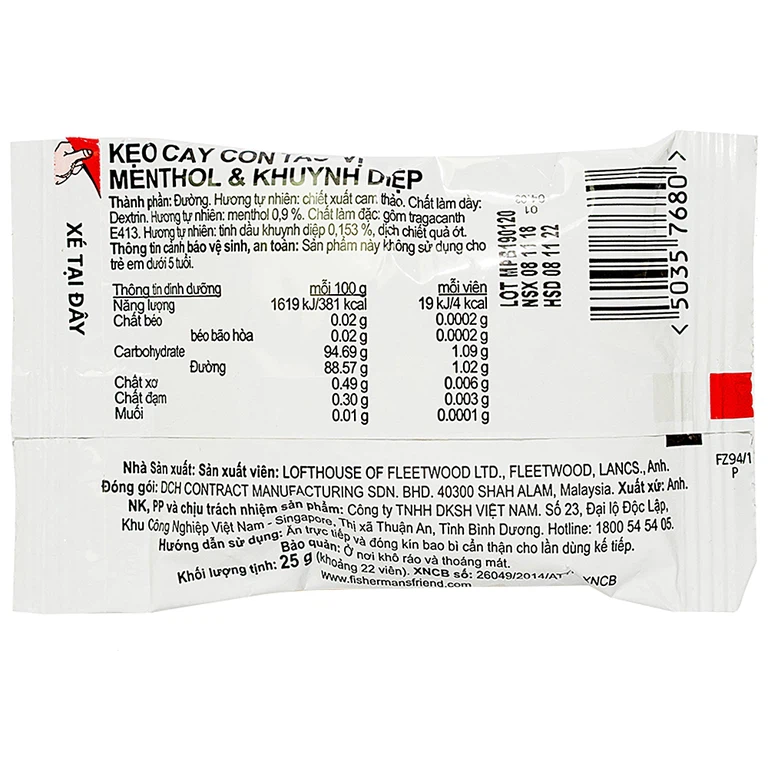 KẸO CAY CON TÀU VỊ
MENTHOL & KHUYNH DIỆP
Thành phần: Đường. Hương tự nhiên: chiết xuất cam thảo. Chất làm dày:
Dextrin. Hương tự nhiên: menthol 0,9 %. Chất làm đặc: gôm tragacanth
E413. Hương tự nhiên: tinh dầu khuynh diệp 0,153 %, dịch chiết quả ớt.
Thông tin cảnh báo vệ sinh, an toàn: Sản phẩm này không sử dụng cho
trẻ em dưới 5 tuổi.
Thông tin dinh dưỡng mỗi 100 g mỗi viên
Năng lượng 1619 kJ/381 kcal 19 kJ/4 kcal
Chất béo 0.02 g 0.0002 g
béo bão hòa 0.02 g 0.0002 g
Carbohydrate 94.69 g 1.09 g
Đường 88.57 g 1.02 g
Chất xơ 0.49 g 0.006 g
Chất đạm 0.30 g 0.003 g
Muối 0.01 g 0.0001 g
XÉ TẠI ĐÂY
01
LOT MPB190120
NSX 08 11 18
HSD 08 11 22
< 5035 7680 >
FZ94/1
P
Nhà Sản xuất: Sản xuất viên: LOFTHOUSE OF FLEETWOOD LTD., FLEETWOOD, LANCS., Anh.
Đóng gói: DCH CONTRACT MANUFACTURING SDN. BHD. 40300 SHAH ALAM, Malaysia. Xuất xứ: Anh.
NK, PP và chịu trách nhiệm sản phẩm: Công ty TNHH DKSH VIỆT NAM. Số 23, Đại lộ Độc Lập,
Khu Công Nghiệp Việt Nam - Singapore, Thị xã Thuận An, Tỉnh Bình Dương. Hotline: 1800 54 54 05.
Hướng dẫn sử dụng: Ăn trực tiếp và đóng kín bao bì cẩn thận cho lần dùng kế tiếp.
Bảo quản: Ở nơi khô ráo và thoáng mát.
Khối lượng tịnh: 25 g (khoảng 22 viên). XNCB số: 26049/2014/AT XNCB
www.fishermansfriend.com